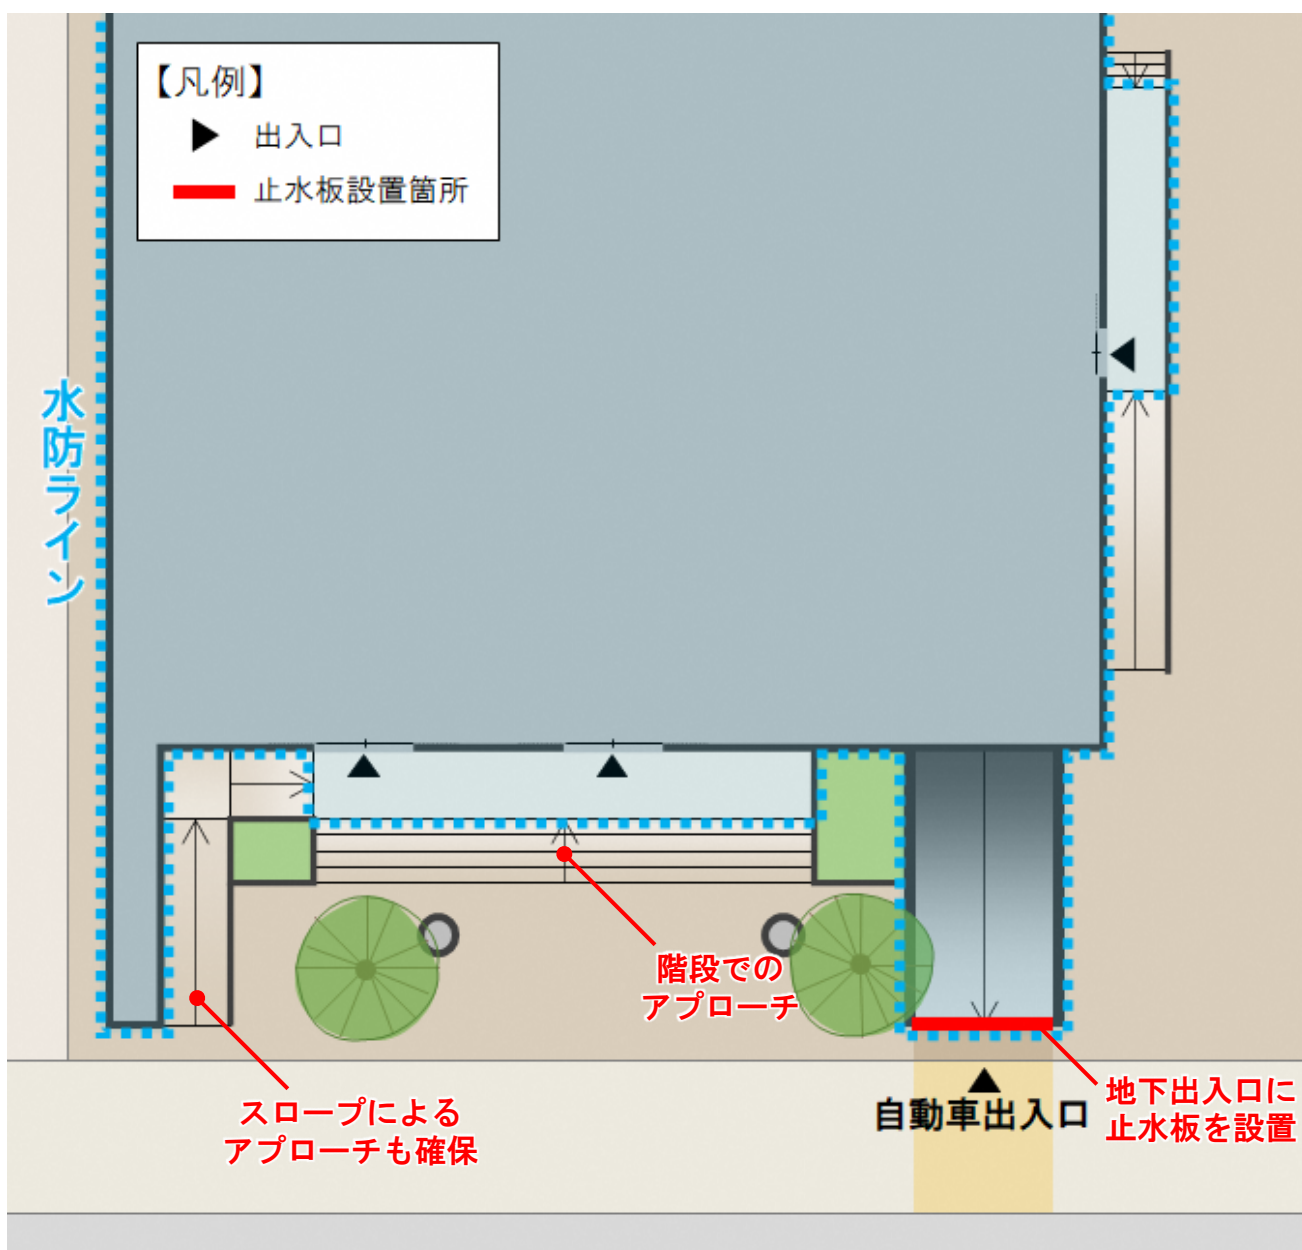 【凡例】
出入口
止水板設置箇所
水防ライン
階段での
アプローチ
スロープによる
アプローチも確保
自動車出入口
地下出入口に
止水板を設置